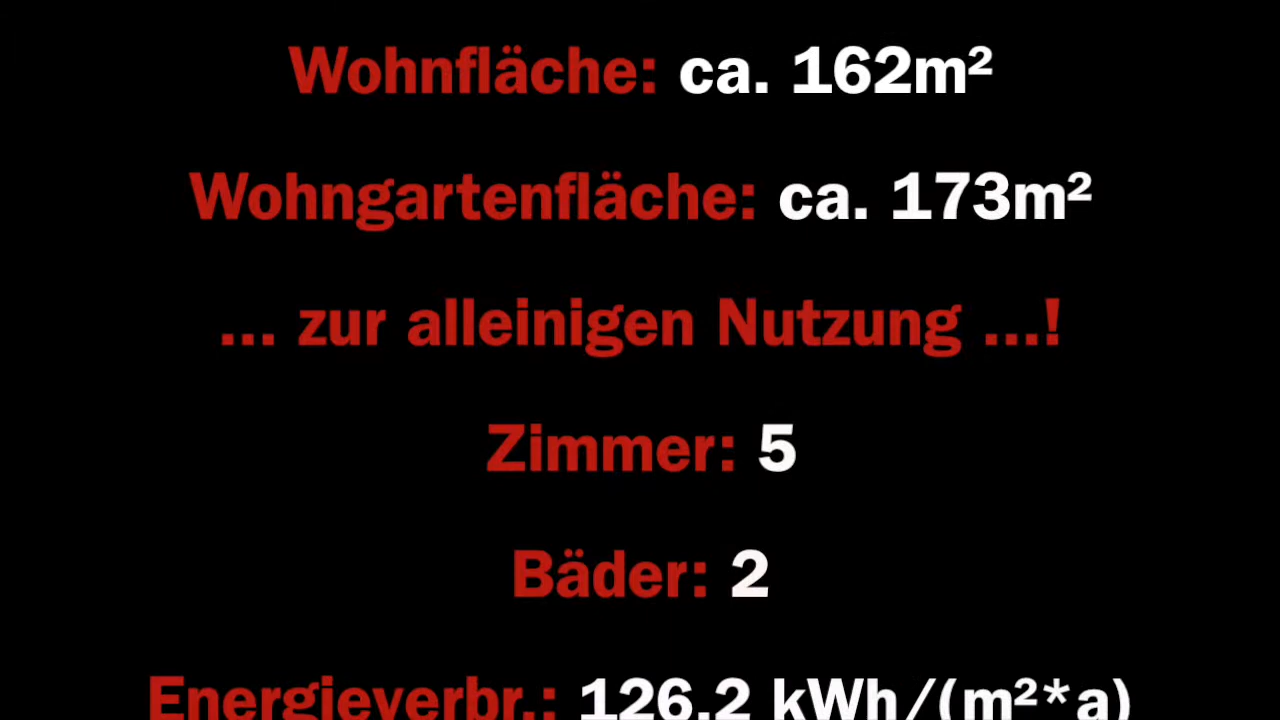 Wohnfläche: ca. 162m²
Wohngartenfläche: ca. 173m²
... zur alleinigen Nutzung ...!
Zimmer: 5
Bäder: 2
Energieverbr.: 126,2 kWh/(m²*a)